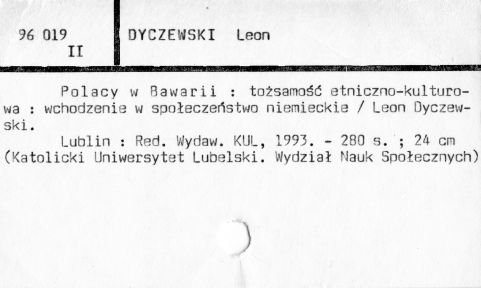 96 019 DYCZEWSKI Leon
II
Polacy w Bawarii : tożsamość etniczno-kulturo-
wa : wchodzenie w społeczeństwo niemieckie / Leon Dyczew-
ski.
Lublin : Red. Wydaw. KUL, 1993. - 280 s. ; 24 cm
(Katolicki Uniwersytet Lubelski. Wydział Nauk Społecznych)